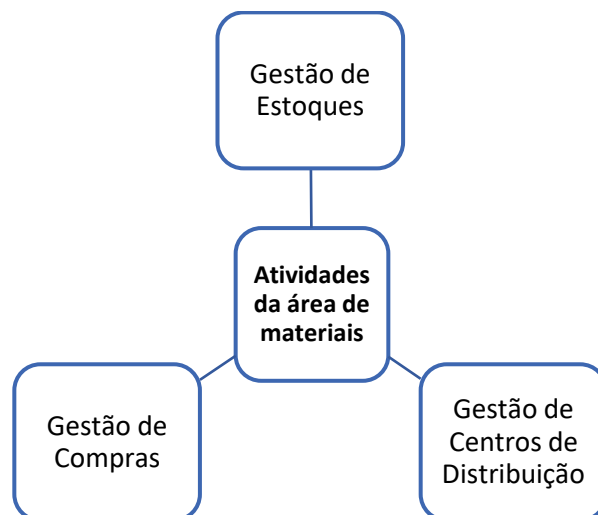 Gestão de
Estoques
Atividades
da área de
materiais
Gestão de
Compras
Gestão de
Centros de
Distribuição